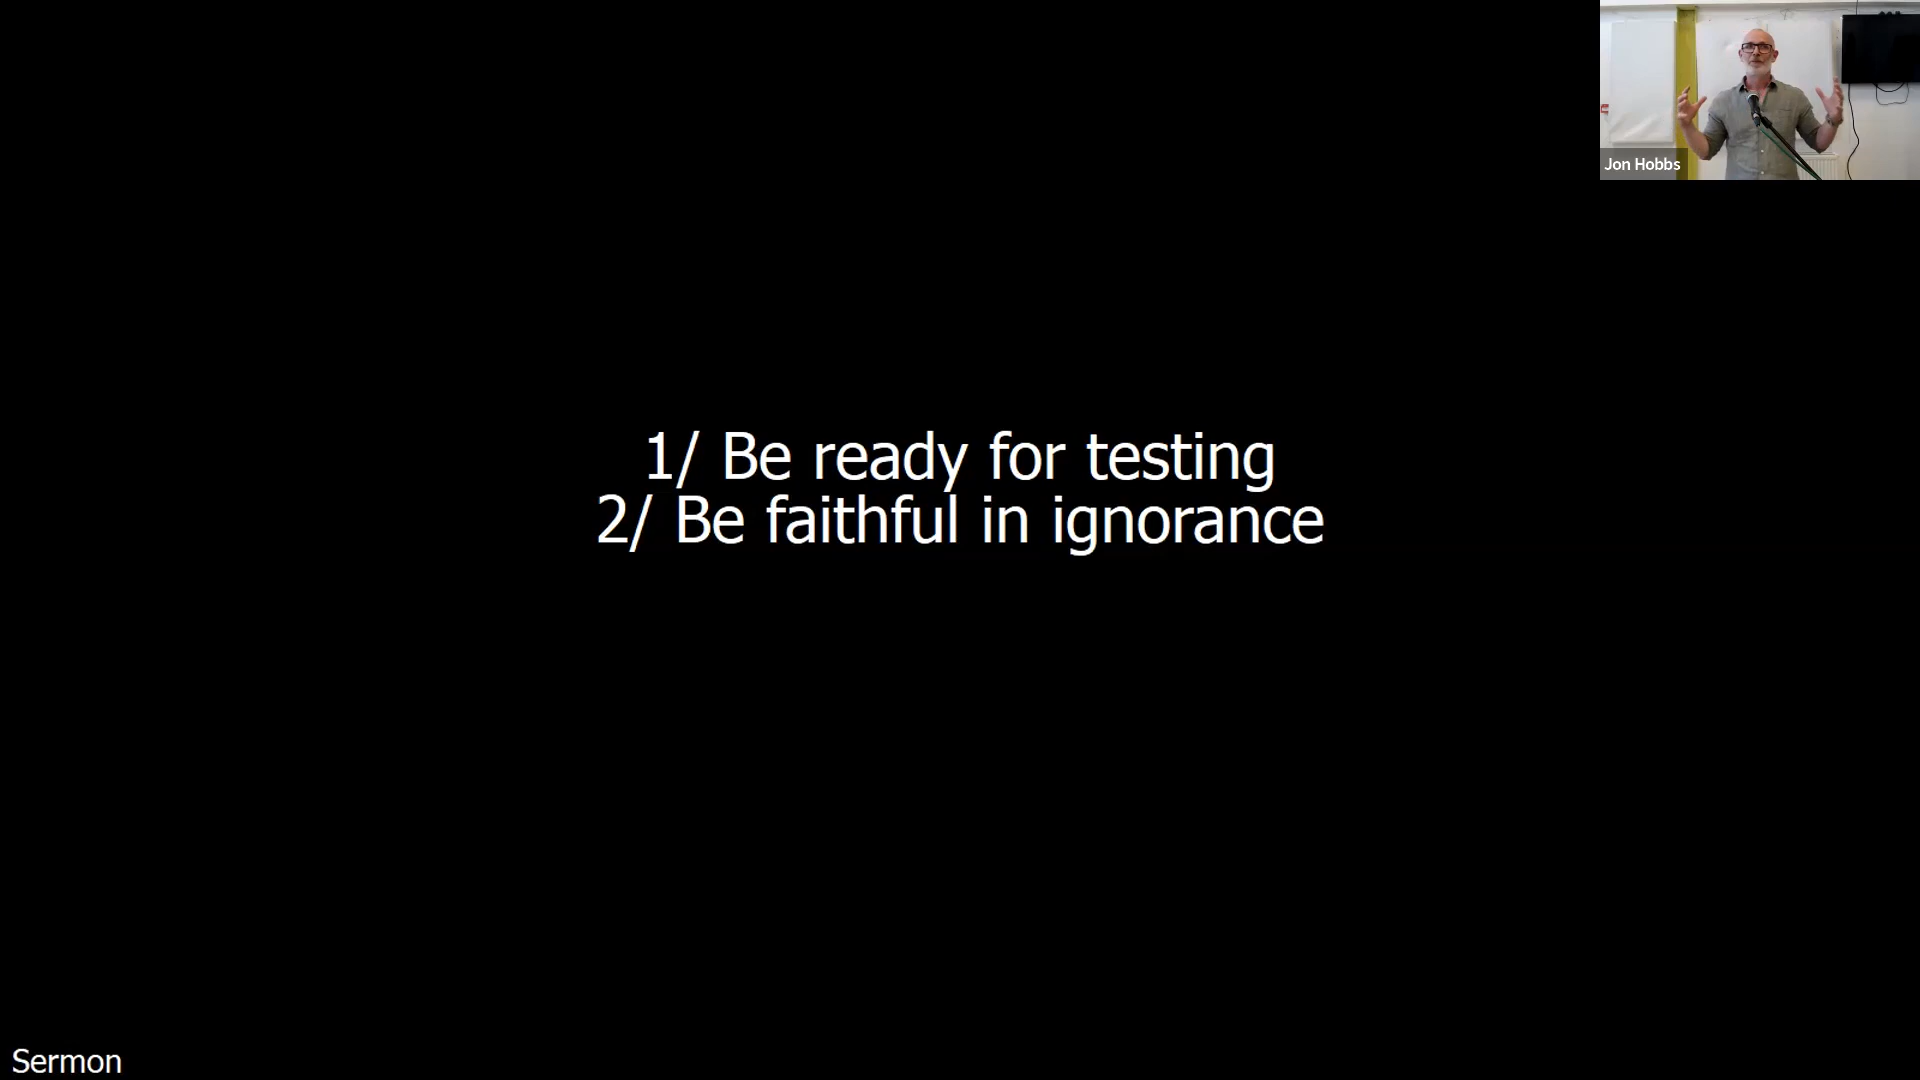 Jon Hobbs
1/ Be ready for testing
2/ Be faithful in ignorance
Sermon